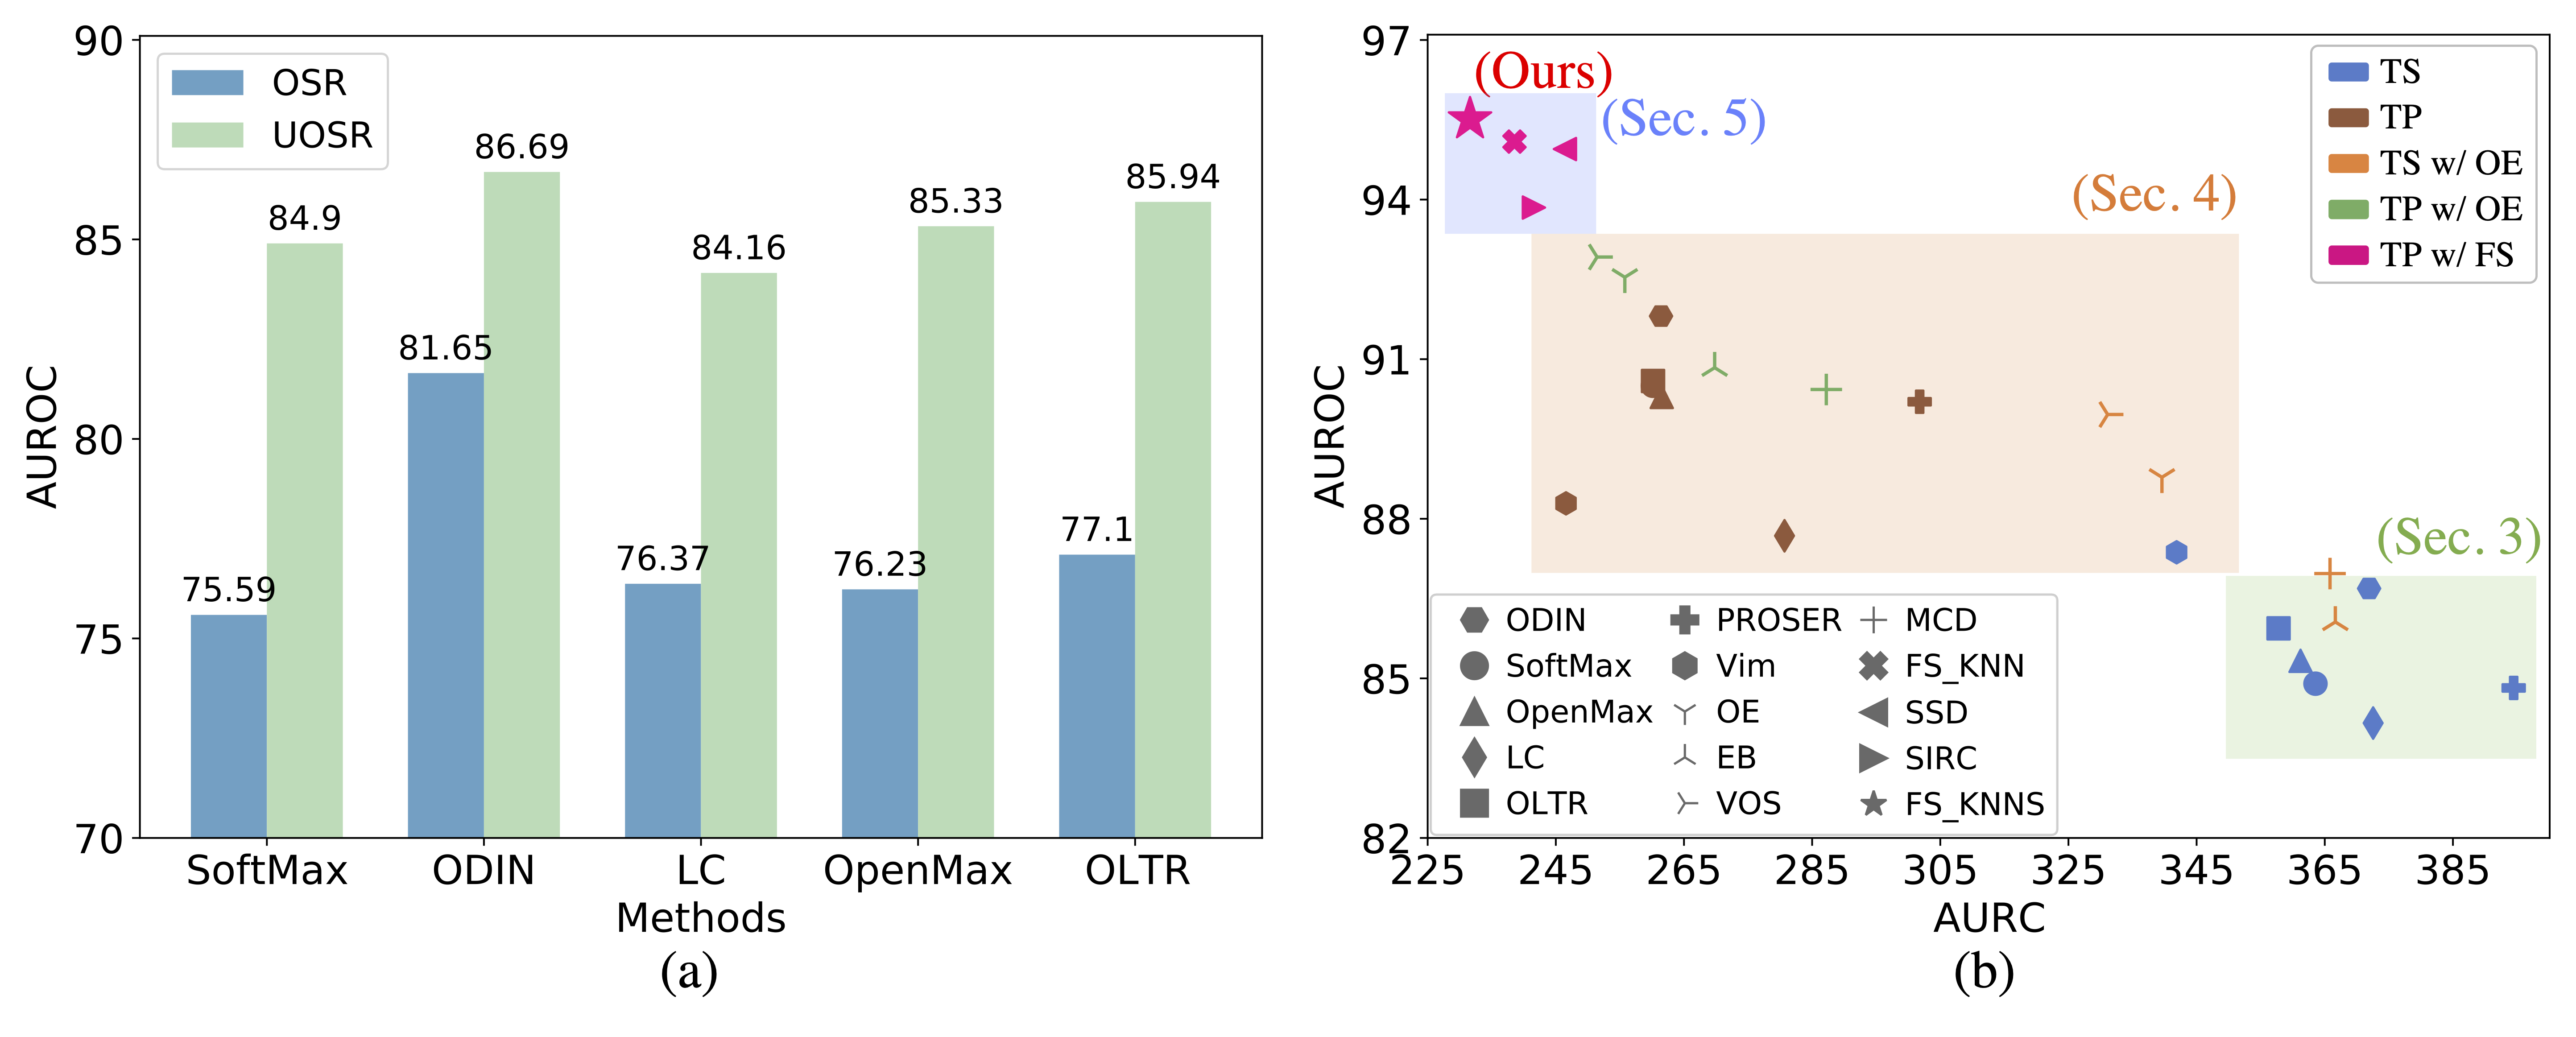 90
85
80
75
70
AUROC
OSR
UOSR
75.59
84.9
81.65
86.69
76.37
84.16
76.23
85.33
77.1
85.94
SoftMax
ODIN
LC
OpenMax
OLTR
Methods
(a)
97
94
91
88
85
82
AUROC
(Ours)
(Sec. 5)
(Sec. 4)
(Sec. 3)
TS
TP
TS w/ OE
TP w/ OE
TP w/ FS
ODIN
SoftMax
OpenMax
LC
OLTR
PROSER
Vim
OE
EB
VOS
MCD
FS_KNN
SSD
SIRC
FS_KNNS
225
245
265
285
305
325
345
365
385
AURC
(b)